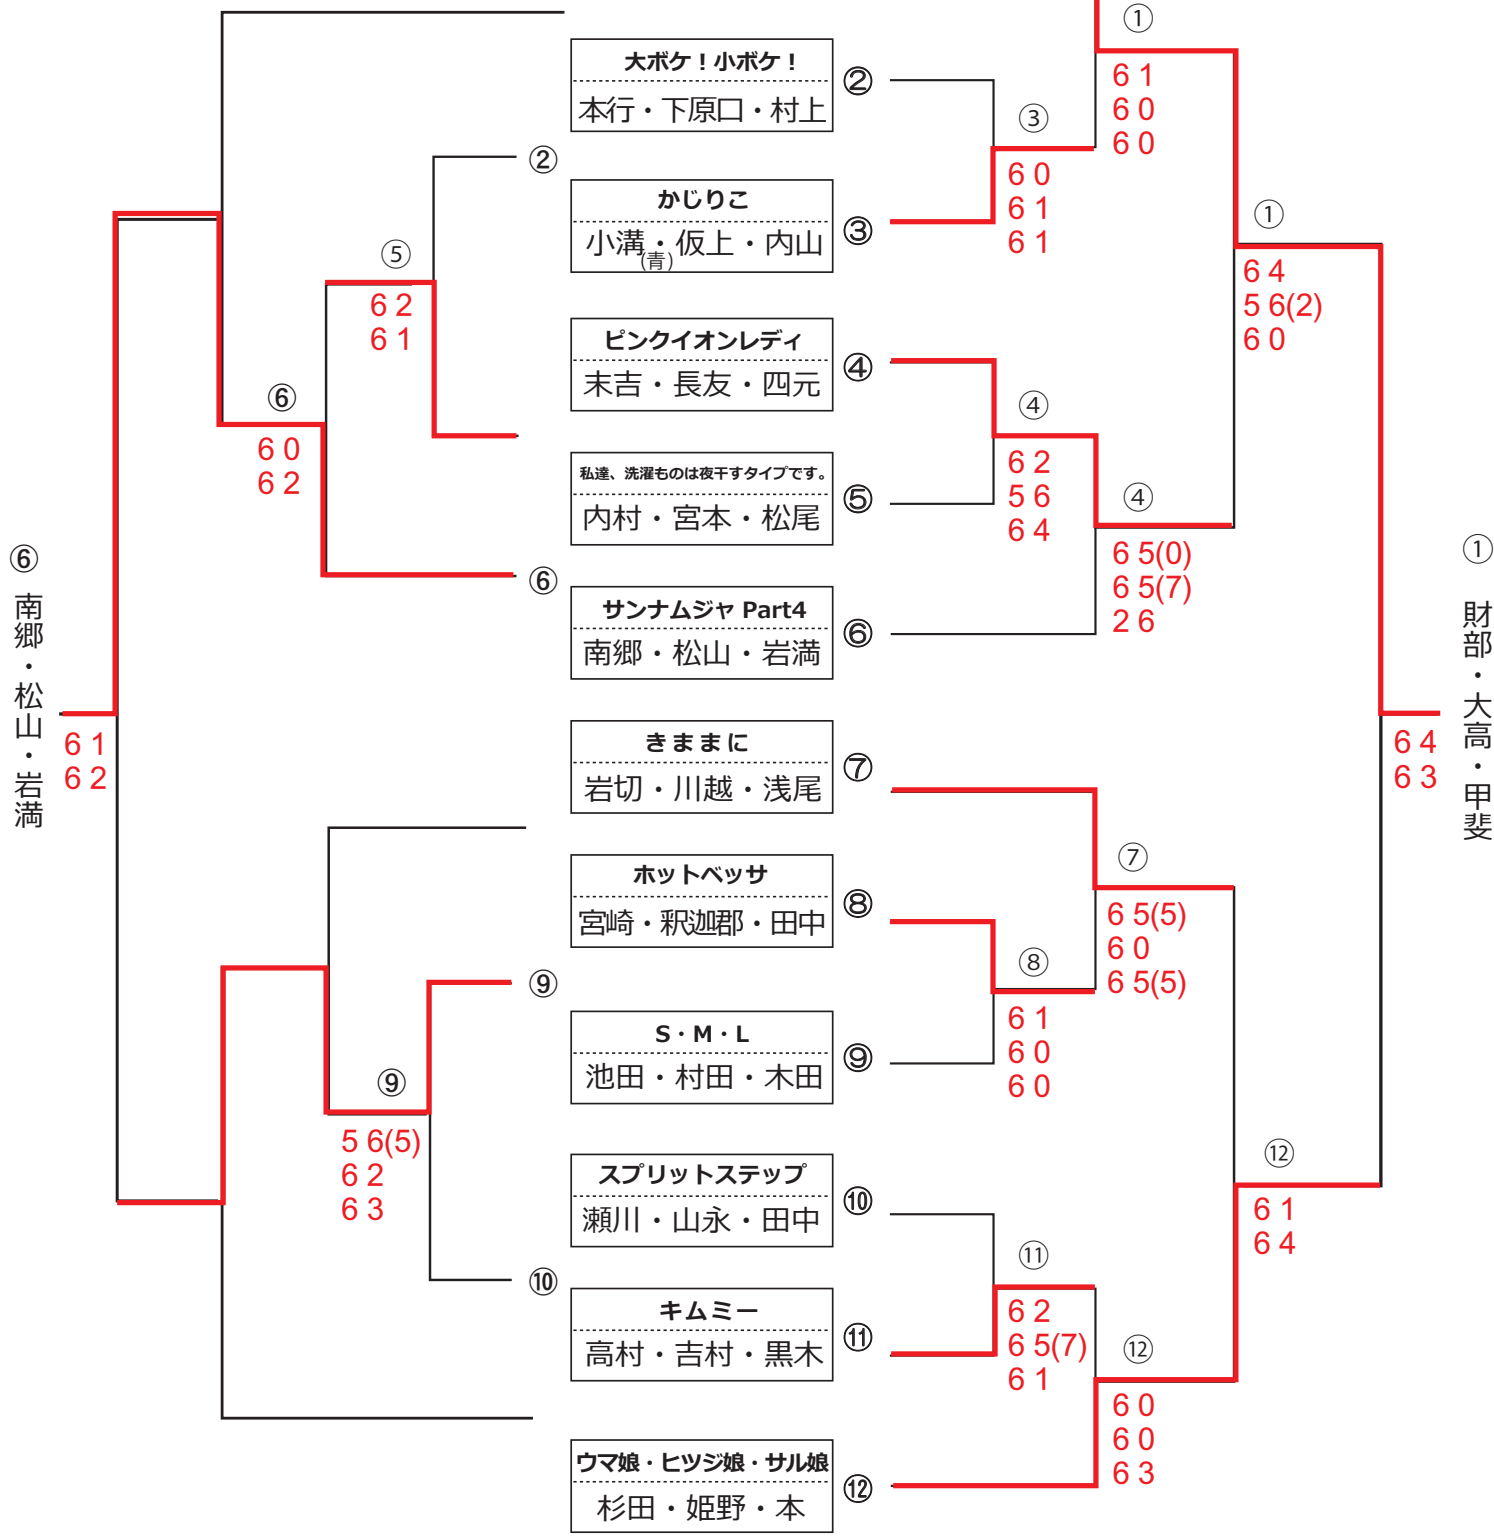 ①
6 1
6 0
6 0
大ボケ！小ボケ！
本行・下原口・村上
②
③
6 0
6 1
6 1
②
かじりこ
小溝・仮上・内山
(青)
③
①
6 4
5 6(2)
6 0
⑤
6 2
6 1
ピンクイオンレディ
末吉・長友・四元
④
④
6 2
5 6
6 4
⑥
6 0
6 2
私達、洗濯ものは夜干すタイプです。
内村・宮本・松尾
⑤
④
6 5(0)
6 5(7)
2 6
⑥
サンナムジャ Part4
南郷・松山・岩満
⑥
⑥ 南郷・松山・岩満
6 1
6 2
① 財部・大高・甲斐
6 4
6 3
きままに
岩切・川越・浅尾
⑦
⑦
6 5(5)
6 0
6 5(5)
ホットベッサ
宮崎・釈迦郡・田中
⑧
⑧
6 1
6 0
6 0
⑨
S・M・L
池田・村田・木田
⑨
⑨
5 6(5)
6 2
6 3
スプリットステップ
瀬川・山永・田中
⑩
⑫
6 1
6 4
⑪
6 2
6 5(7)
6 1
⑩
キムミー
高村・吉村・黒木
⑪
⑫
6 0
6 0
6 3
ウマ娘・ヒツジ娘・サル娘
杉田・姫野・本
⑫